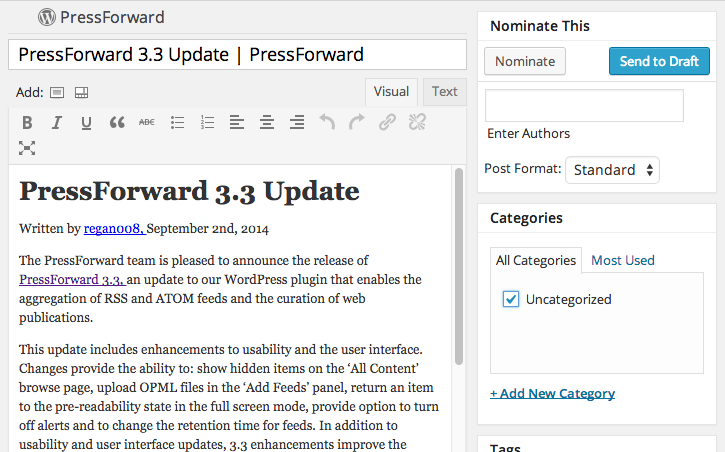 PressForward
PressForward 3.3 Update | PressForward
Add:
Visual
Text
B I U ABC
PressForward 3.3 Update
Written by regan008, September 2nd, 2014
The PressForward team is pleased to announce the release of
PressForward 3.3, an update to our WordPress plugin that enables the
aggregation of RSS and ATOM feeds and the curation of web
publications.
This update includes enhancements to usability and the user interface.
Changes provide the ability to: show hidden items on the ‘All Content’
browse page, upload OPML files in the ‘Add Feeds’ panel, return an item
to the pre-readability state in the full screen mode, provide option to turn
off alerts and to change the retention time for feeds. In addition to
usability and user interface updates, 3.3 enhancements improve the
Nominate This
Nominate
Send to Draft
Enter Authors
Post Format: Standard
Categories
All Categories
Most Used
Uncategorized
+ Add New Category
Tags